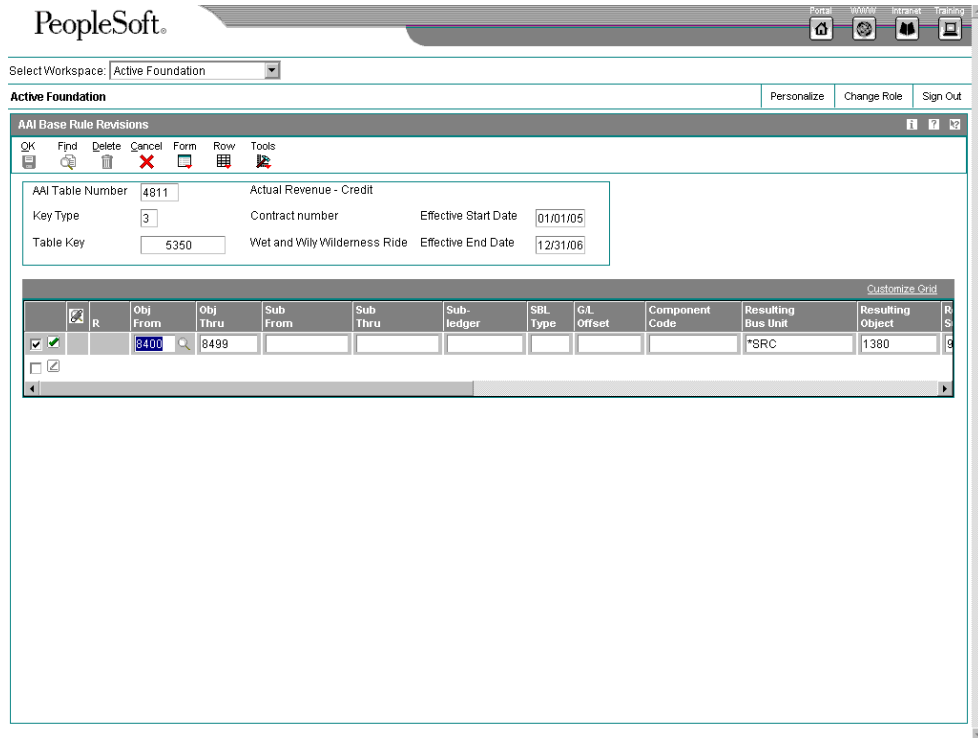 Portal WWW Intranet Training
PeopleSoft®
Select Workspace: Active Foundation
Active Foundation Personalize Change Role Sign Out
AAI Base Rule Revisions
OK Find Delete Cancel Form Row Tools
AAI Table Number 4811 Actual Revenue - Credit
Key Type 3 Contract number Effective Start Date 01/01/05
Table Key 5350 Wet and Wily Wilderness Ride Effective End Date 12/31/06
Customize Grid
Obj Obj Sub Sub Sub- SBL G/L Component Resulting Resulting R
R From Thru From Thru ledger Type Offset Code Bus Unit Object S
8400 8499 *SRC 1380 9